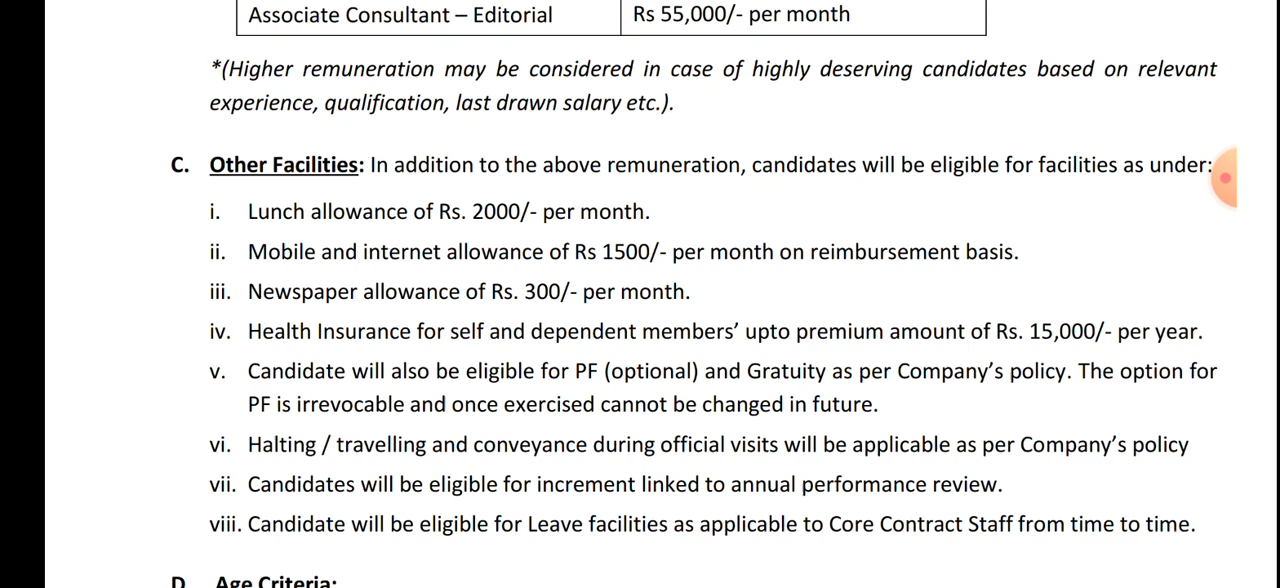 Associate Consultant – Editorial Rs 55,000/- per month
*(Higher remuneration may be considered in case of highly deserving candidates based on relevant
experience, qualification, last drawn salary etc.).
C. Other Facilities: In addition to the above remuneration, candidates will be eligible for facilities as under:
i. Lunch allowance of Rs. 2000/- per month.
ii. Mobile and internet allowance of Rs 1500/- per month on reimbursement basis.
iii. Newspaper allowance of Rs. 300/- per month.
iv. Health Insurance for self and dependent members’ upto premium amount of Rs. 15,000/- per year.
v. Candidate will also be eligible for PF (optional) and Gratuity as per Company’s policy. The option for
PF is irrevocable and once exercised cannot be changed in future.
vi. Halting / travelling and conveyance during official visits will be applicable as per Company’s policy
vii. Candidates will be eligible for increment linked to annual performance review.
viii. Candidate will be eligible for Leave facilities as applicable to Core Contract Staff from time to time.
D. Age Criteria: